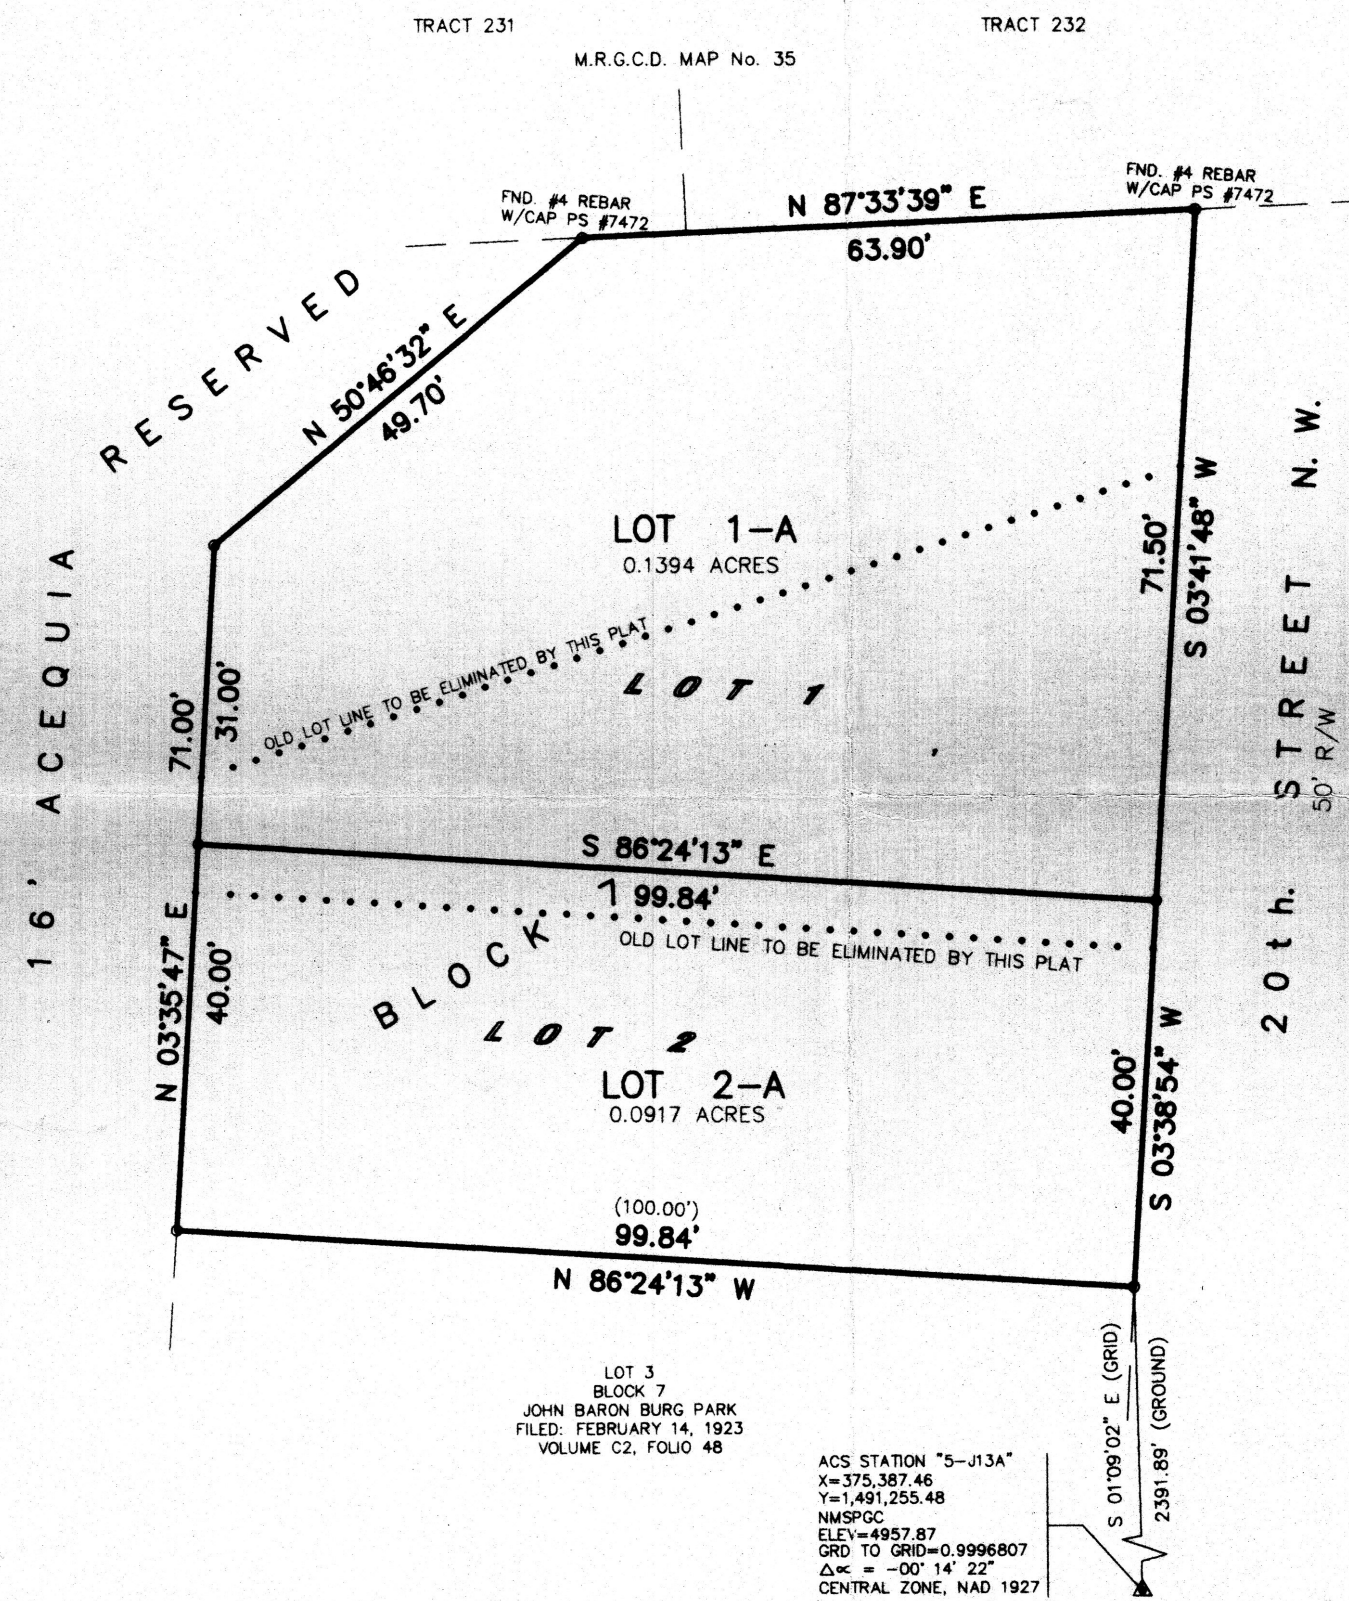 TRACT 231
TRACT 232
M.R.G.C.D. MAP No. 35
FND. #4 REBAR
W/CAP PS #7472
FND. #4 REBAR
W/CAP PS #7472
N 87°33'39" E
63.90'
RESERVED
N 50°46'32" E
49.70'
LOT 1-A
0.1394 ACRES
71.50'
S 03°41'48" W
20th. STREET N.W.
50' R/W
16' ACEQUIA
OLD LOT LINE TO BE ELIMINATED BY THIS PLAT
LOT 1
71.00'
31.00'
S 86°24'13" E
99.84'
BLOCK 7
OLD LOT LINE TO BE ELIMINATED BY THIS PLAT
N 03°35'47" E
40.00'
LOT 2
LOT 2-A
0.0917 ACRES
40.00'
S 03°38'54" W
(100.00')
99.84'
N 86°24'13" W
LOT 3
BLOCK 7
JOHN BARON BURG PARK
FILED: FEBRUARY 14, 1923
VOLUME C2, FOLIO 48
S 01°09'02" E (GRID)
2391.89' (GROUND)
ACS STATION "5-J13A"
X=375,387.46
Y=1,491,255.48
NMSPGC
ELEV=4957.87
GRD TO GRID=0.9996807
Δ∝ = -00° 14' 22"
CENTRAL ZONE, NAD 1927